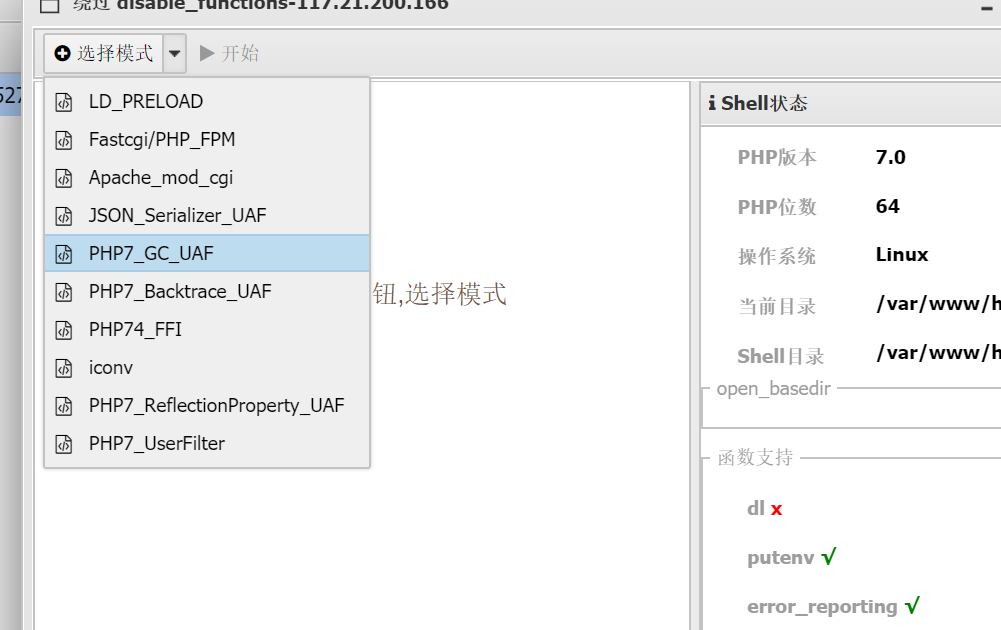 绕过 disable_functions-117.21.200.166
选择模式 开始
LD_PRELOAD
Fastcgi/PHP_FPM
Apache_mod_cgi
JSON_Serializer_UAF
PHP7_GC_UAF
PHP7_Backtrace_UAF
PHP74_FFI
iconv
PHP7_ReflectionProperty_UAF
PHP7_UserFilter
钮,选择模式
527
Shell状态
PHP版本 7.0
PHP位数 64
操作系统 Linux
当前目录 /var/www/h
Shell目录 /var/www/h
open_basedir
函数支持
dl x
putenv √
error_reporting √